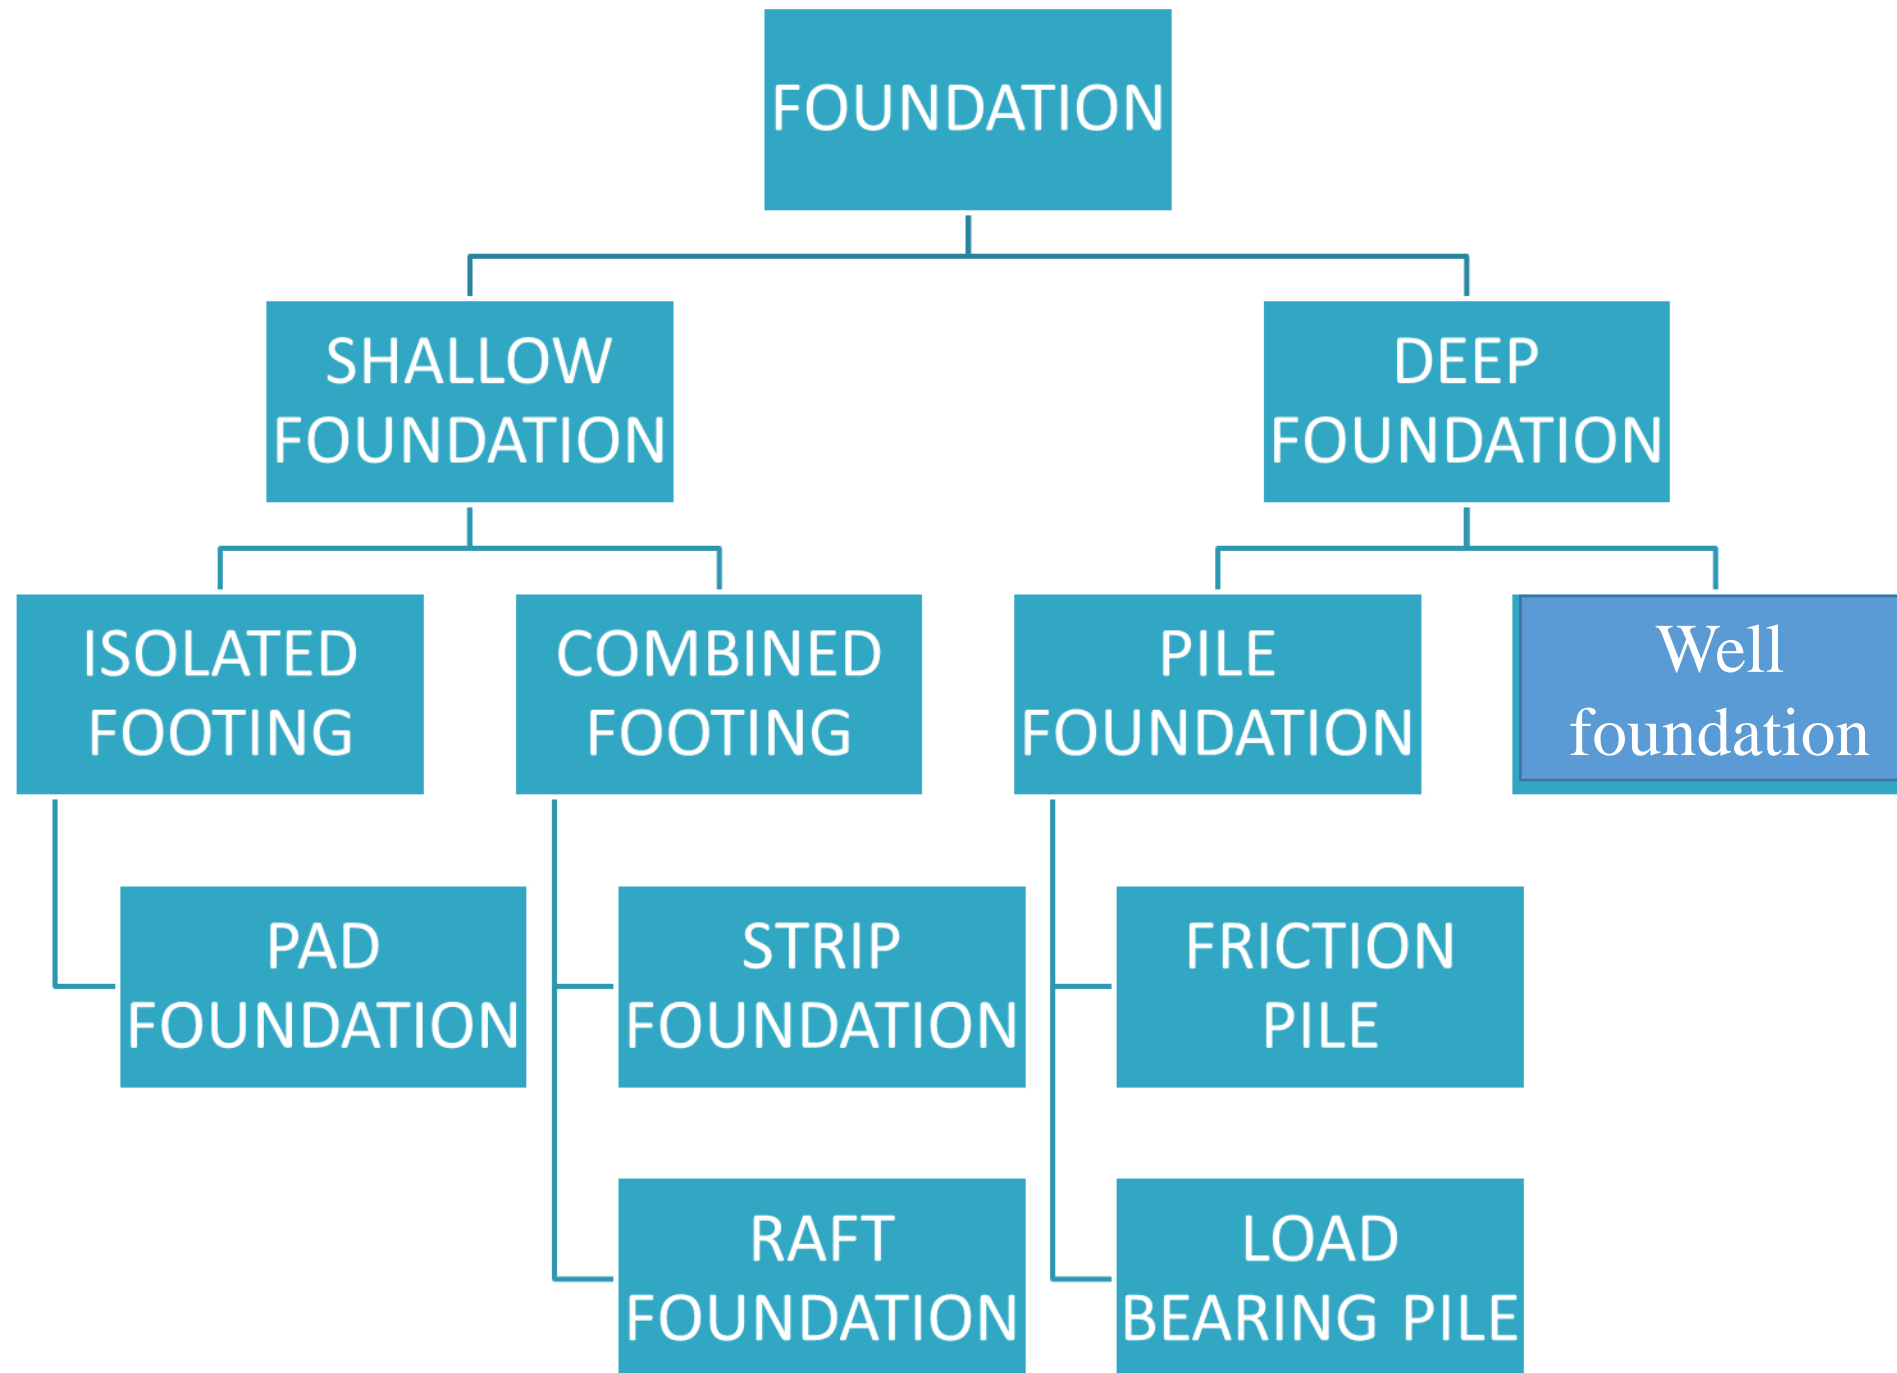 FOUNDATION
SHALLOW
FOUNDATION
DEEP
FOUNDATION
ISOLATED
FOOTING
COMBINED
FOOTING
PILE
FOUNDATION
Well
foundation
PAD
FOUNDATION
STRIP
FOUNDATION
FRICTION
PILE
RAFT
FOUNDATION
LOAD
BEARING PILE